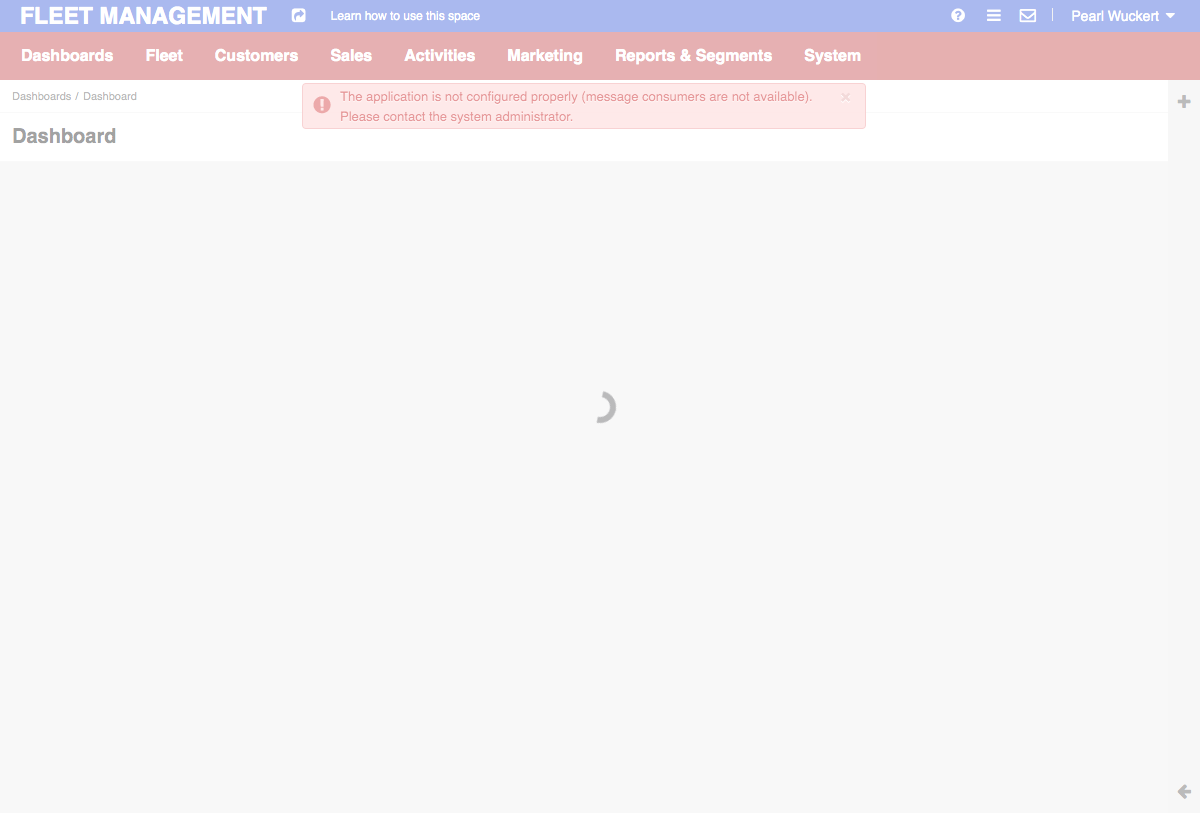 FLEET MANAGEMENT
Learn how to use this space
Pearl Wuckert
Dashboards
Fleet
Customers
Sales
Activities
Marketing
Reports & Segments
System
Dashboards / Dashboard
The application is not configured properly (message consumers are not available).
Please contact the system administrator.
Dashboard